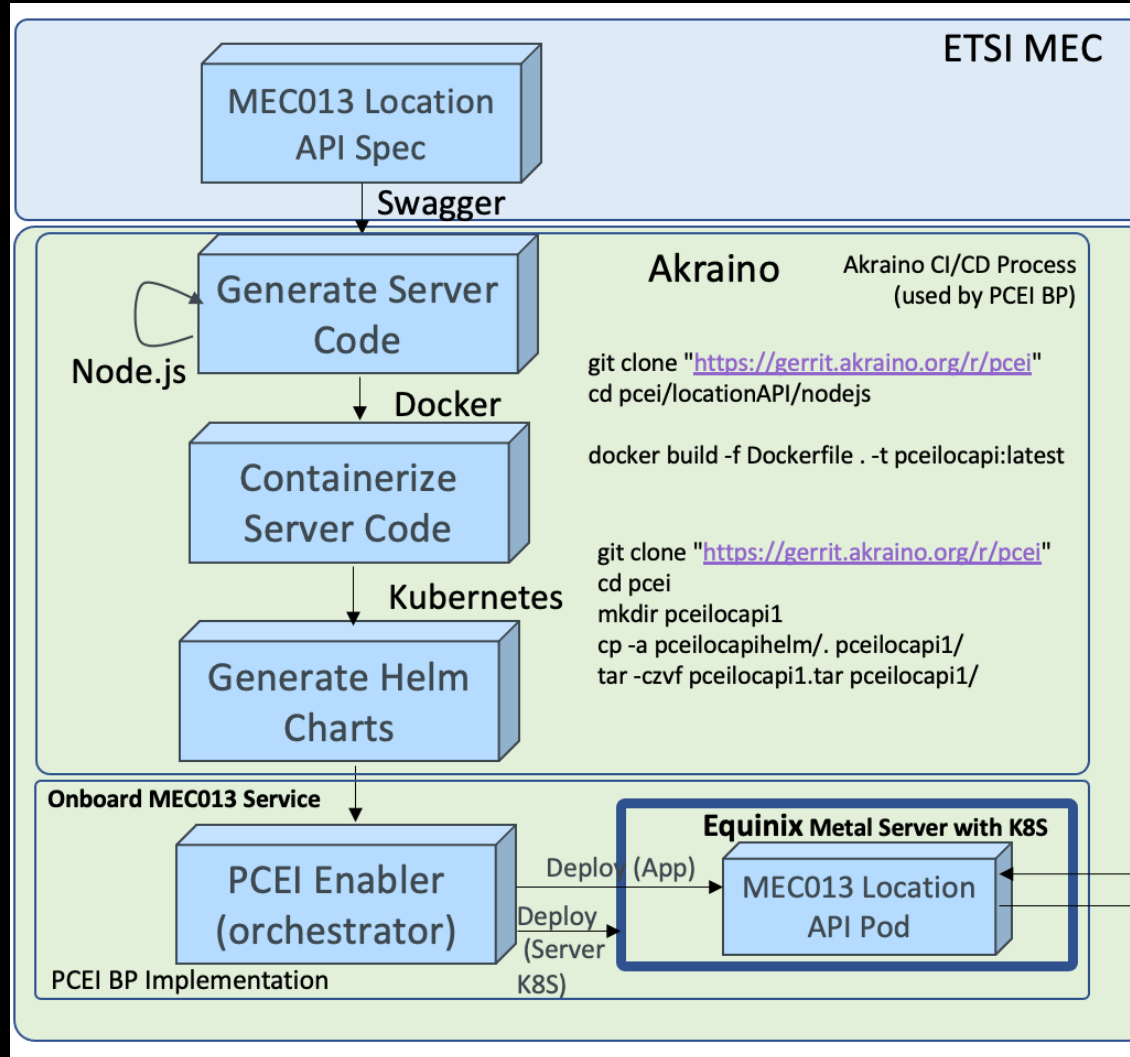 ETSI MEC
MEC013 Location
API Spec
Swagger
Akraino
Akraino CI/CD Process
(used by PCEI BP)
Generate Server
Code
Node.js
git clone "https://gerrit.akraino.org/r/pcei"
cd pcei/locationAPI/nodejs
Docker
docker build -f Dockerfile . -t pceilocapi:latest
Containerize
Server Code
git clone "https://gerrit.akraino.org/r/pcei"
cd pcei
mkdir pceilocapi1
cp -a pceilocapihelm/. pceilocapi1/
tar -czvf pceilocapi1.tar pceilocapi1/
Kubernetes
Generate Helm
Charts
Onboard MEC013 Service
Equinix Metal Server with K8S
PCEI Enabler
(orchestrator)
Deploy (App)
Deploy
(Server
K8S)
MEC013 Location
API Pod
PCEI BP Implementation